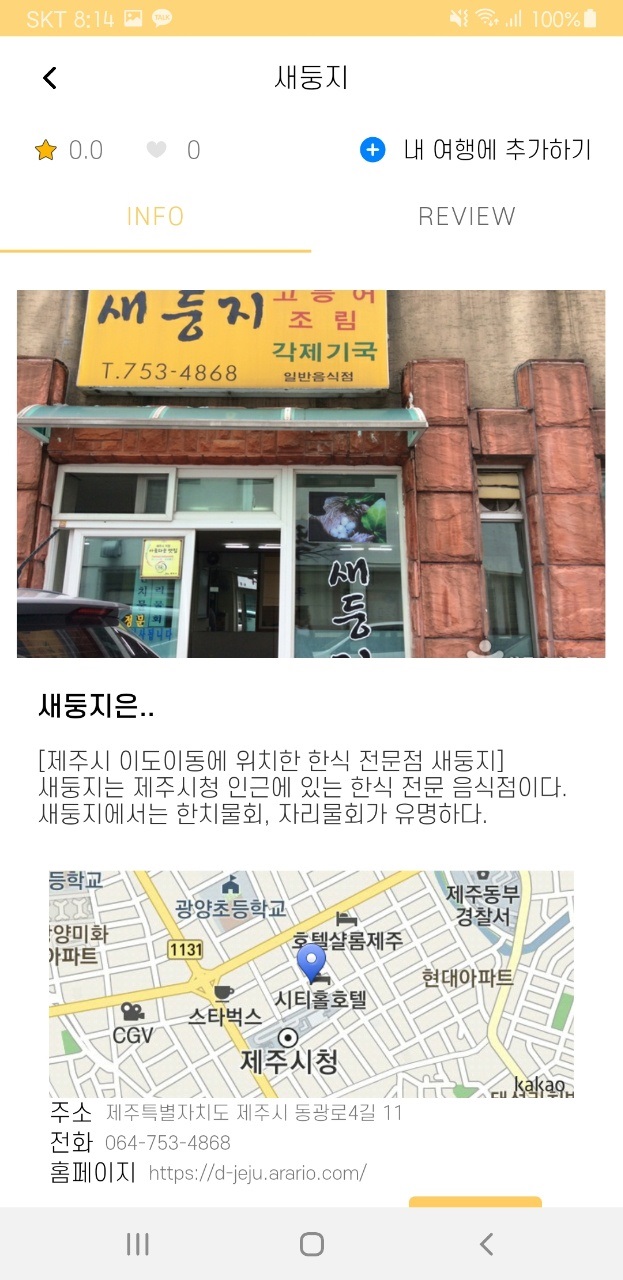 SKT 8:14 TALK 100%
새둥지
0.0 0 내 여행에 추가하기
INFO REVIEW
새둥지 고등어
조림
각제기국
T.753-4868 일반음식점
새둥지
전문
새둥지은..
[제주시 이도이동에 위치한 한식 전문점 새둥지]
새둥지는 제주시청 인근에 있는 한식 전문 음식점이다.
새둥지에서는 한치물회, 자리물회가 유명하다.
등학교
광양초등학교
제주동부
경찰서
양미화
아파트
1131
호텔샬롬제주
현대아파트
시티홀호텔
스타벅스
CGV
제주시청
kakao
주소 제주특별자치도 제주시 동광로4길 11
전화 064-753-4868
홈페이지 https://d-jeju.arario.com/